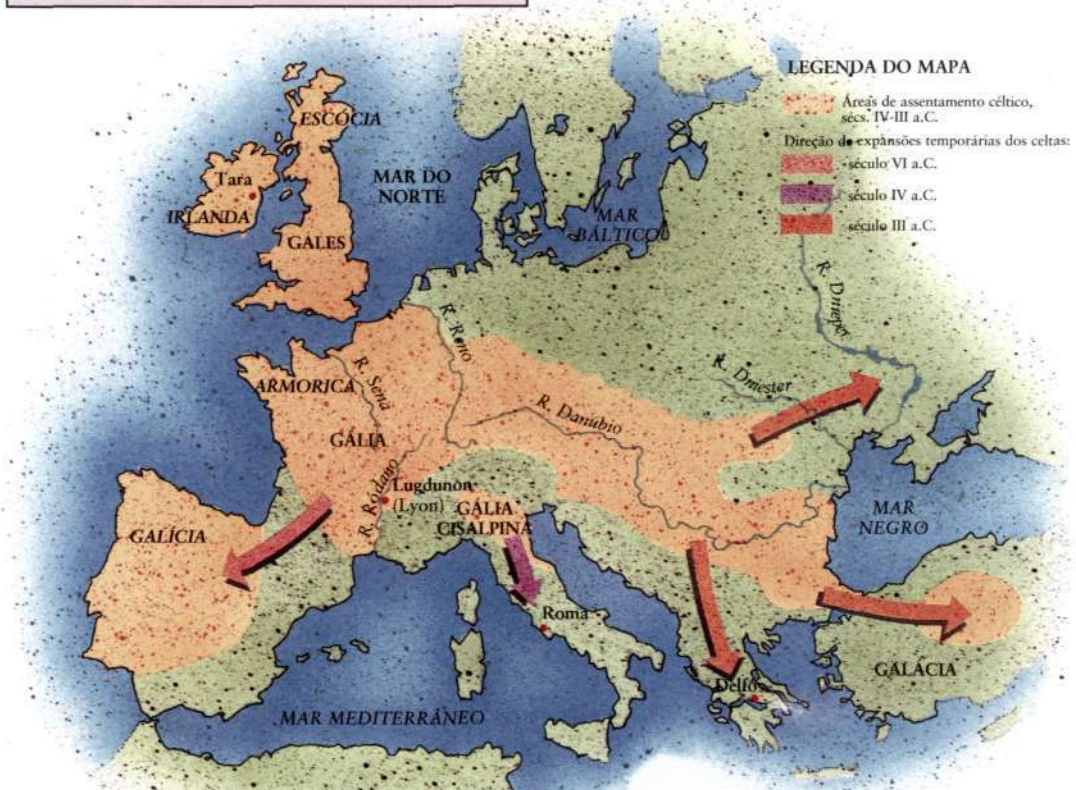 LEGENDA DO MAPA
Áreas de assentamento céltico,
sécs. IV-III a.C.
Direção de expansões temporárias dos celtas:
século VI a.C.
século IV a.C.
século III a.C.
ESCÓCIA
Tara
IRLANDA
GALES
MAR DO
NORTE
MAR
BÁLTICO
R. Dnieper
R. Reno
R. Dniester
ARMORICA
R. Sena
R. Danúbio
GÁLIA
R. Ródano
Lugdunon
(Lyon)
GÁLIA
CISALPINA
GALÍCIA
MAR
NEGRO
Roma
Delfos
GALÁCIA
MAR MEDITERRÂNEO